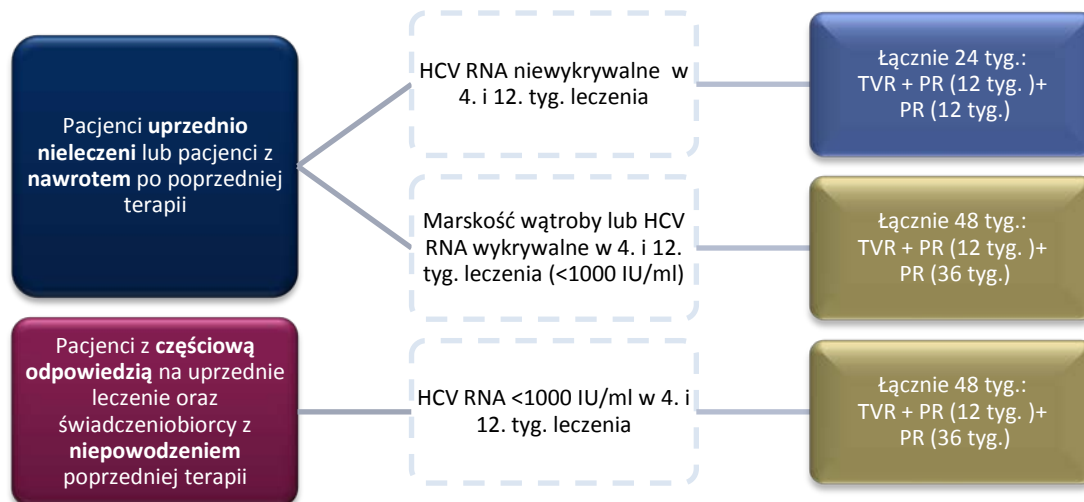 Pacjenci uprzednio
nieleczeni lub pacjenci z
nawrotem po poprzedniej
terapii
HCV RNA niewykrywalne w
4. i 12. tyg. leczenia
Łącznie 24 tyg.:
TVR + PR (12 tyg. )+
PR (12 tyg.)
Marskość wątroby lub HCV
RNA wykrywalne w 4. i 12.
tyg. leczenia (<1000 IU/ml)
Łącznie 48 tyg.:
TVR + PR (12 tyg. )+
PR (36 tyg.)
Pacjenci z częściową
odpowiedzią na uprzednie
leczenie oraz
świadczeniobiorcy z
niepowodzeniem
poprzedniej terapii
HCV RNA <1000 IU/ml w 4. i
12. tyg. leczenia
Łącznie 48 tyg.:
TVR + PR (12 tyg. )+
PR (36 tyg.)